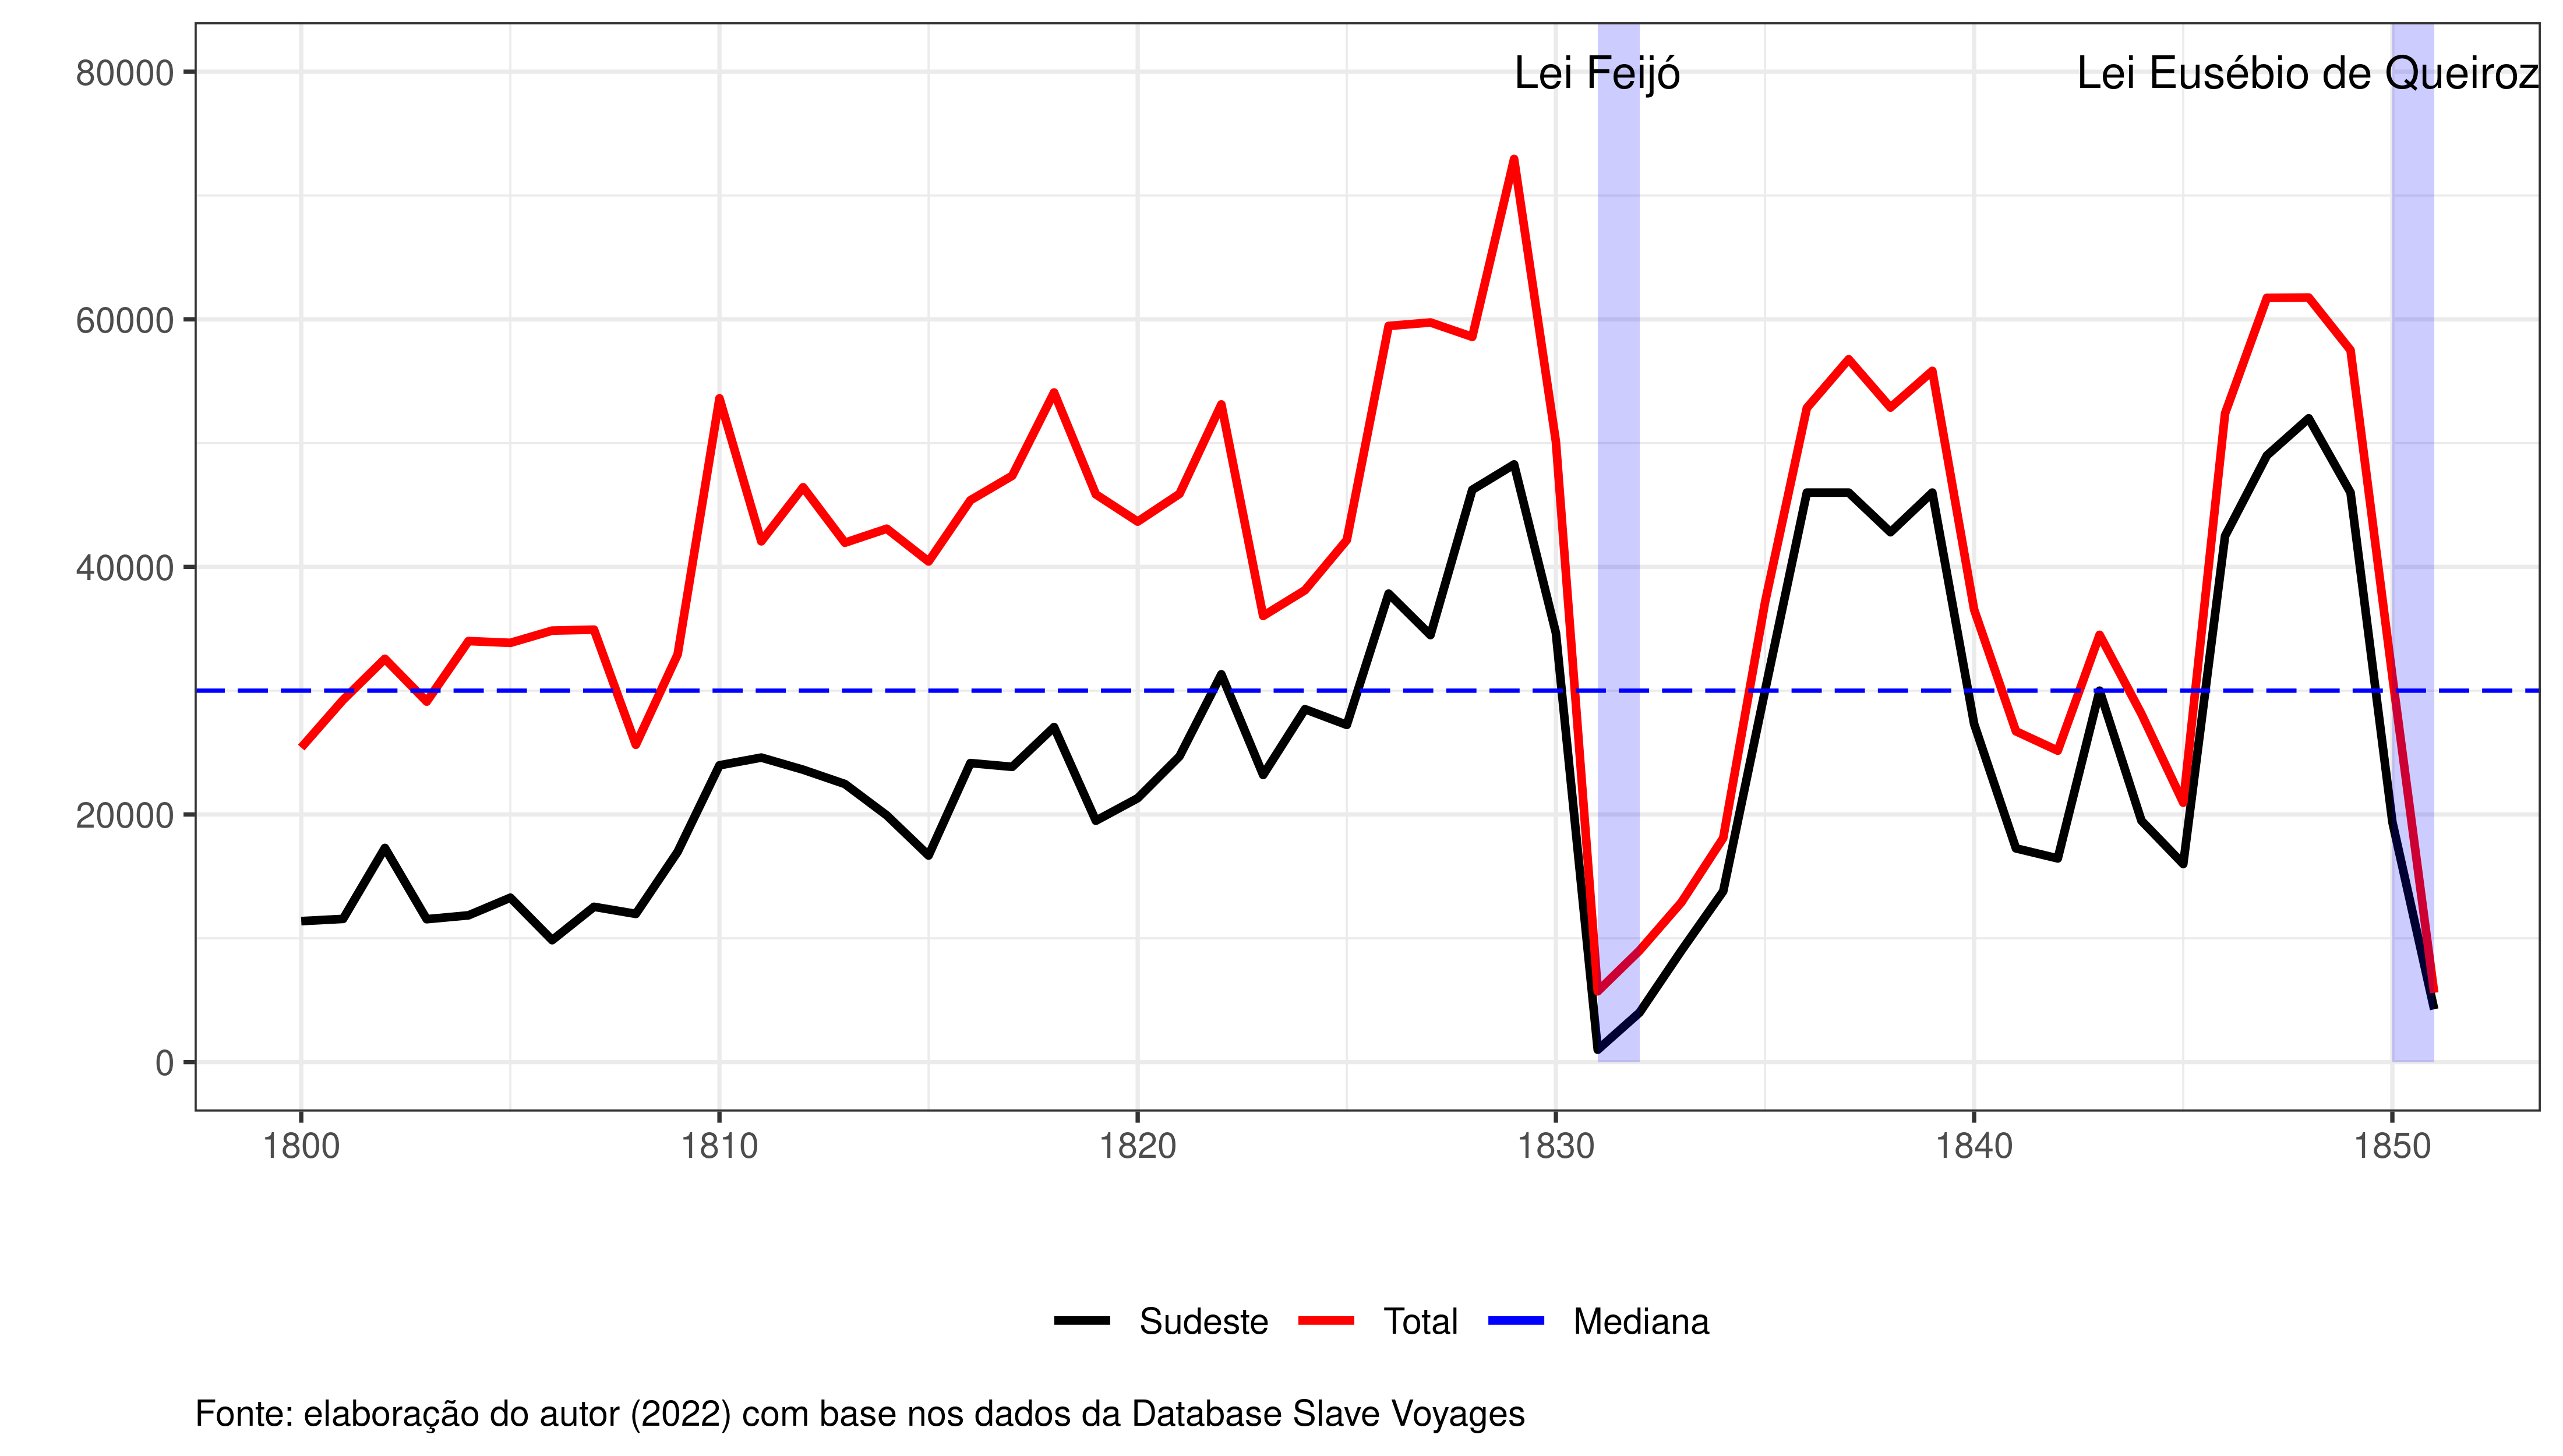 80000
60000
40000
20000
0
Lei Feijó
Lei Eusébio de Queiroz
1800 1810 1820 1830 1840 1850
Sudeste Total Mediana
Fonte: elaboração do autor (2022) com base nos dados da Database Slave Voyages